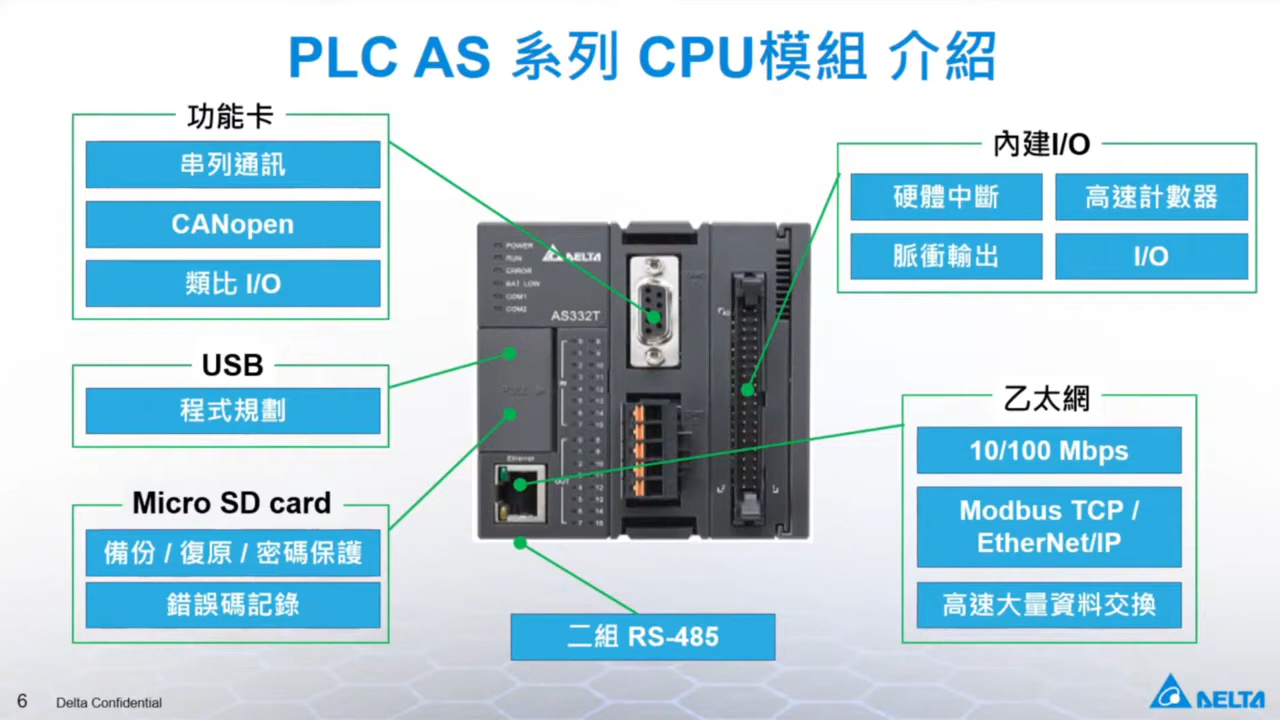 PLC AS 系列 CPU模組 介紹
功能卡
串列通訊
CANopen
類比 I/O
USB
程式規劃
Micro SD card
備份 / 復原 / 密碼保護
錯誤碼記錄
POWER
RUN
ERROR
BAT LOW
COM1
COM2
DELTA
AS332T
Ethernet
OUT
二組 RS-485
內建I/O
硬體中斷
高速計數器
脈衝輸出
I/O
乙太網
10/100 Mbps
Modbus TCP /
EtherNet/IP
高速大量資料交換
6
Delta Confidential
DELTA